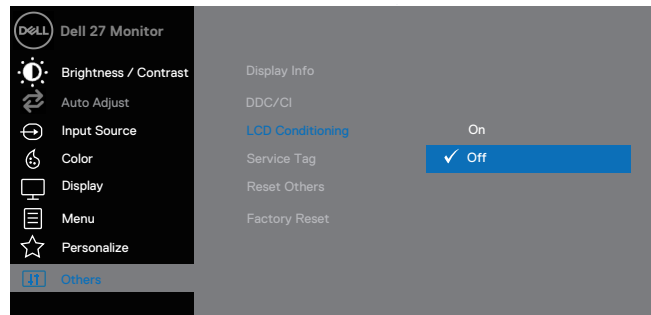 DELL Dell 27 Monitor
Brightness / Contrast
Auto Adjust
Input Source
Color
Display
Menu
Personalize
Others
Display Info
DDC/CI
LCD Conditioning
Service Tag
Reset Others
Factory Reset
On
✓ Off